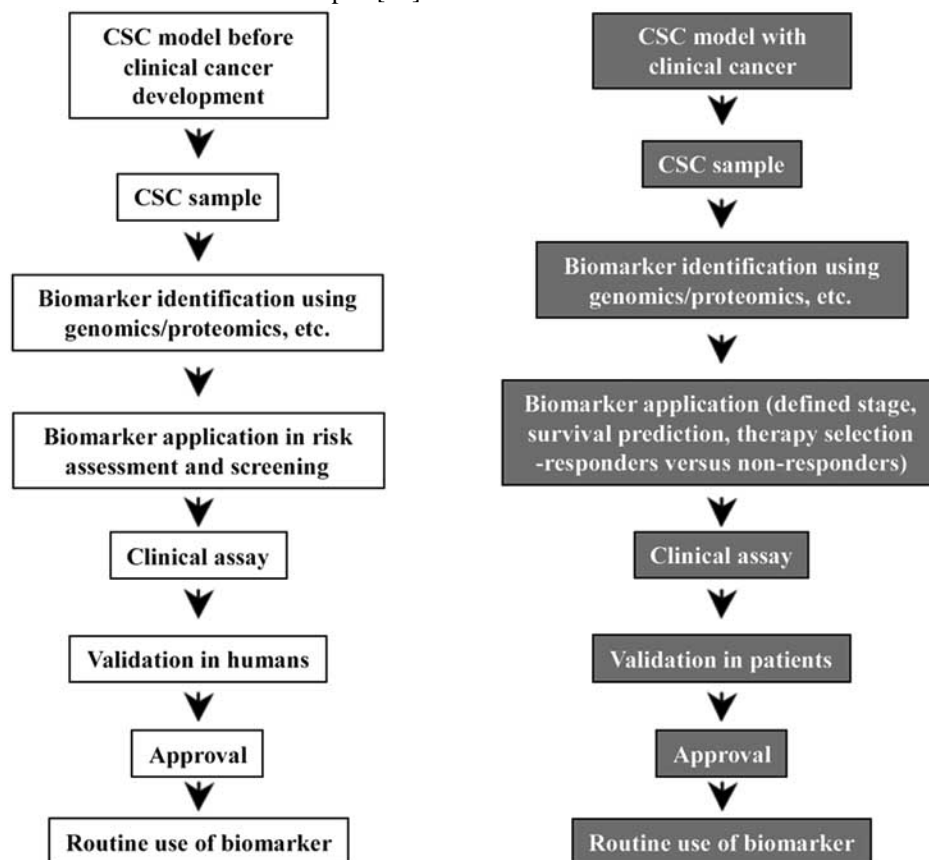 CSC model before
clinical cancer
development
CSC sample
Biomarker identification using
genomics/proteomics, etc.
Biomarker application in risk
assessment and screening
Clinical assay
Validation in humans
Approval
Routine use of biomarker
CSC model with
clinical cancer
CSC sample
Biomarker identification using
genomics/proteomics, etc.
Biomarker application (defined stage,
survival prediction, therapy selection
-responders versus non-responders)
Clinical assay
Validation in patients
Approval
Routine use of biomarker